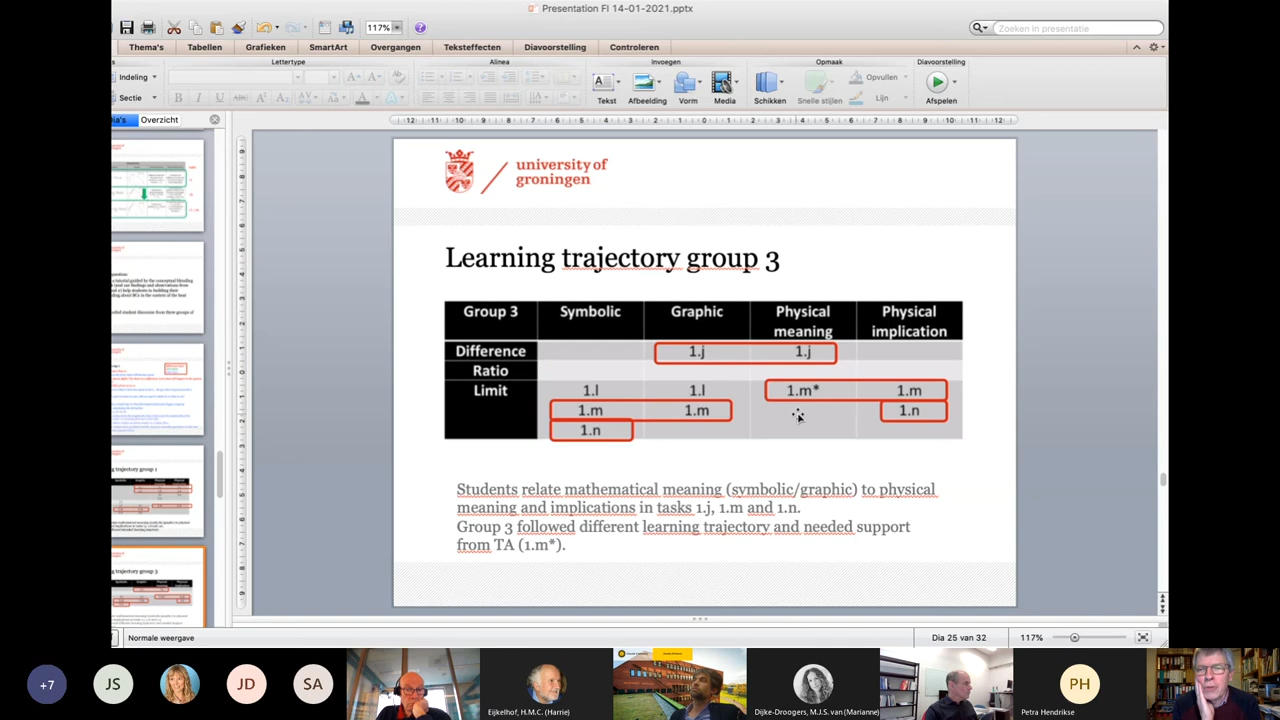 Presentation FI 14-01-2021.pptx
117%
Zoeken in presentatie
Thema's Tabellen Grafieken SmartArt Overgangen Teksteffecten Diavoorstelling Controleren
Lettertype Alinea Invoegen Opmaak Diavoorstelling
Indeling
Sectie
Tekst Afbeelding Vorm Media Schikken Snelle stijlen Opvullen Lijn Afspelen
Overzicht
university of
groningen
Learning trajectory group 3
Group 3 Symbolic Graphic Physical meaning Physical implication
Difference 1.j 1.j
Ratio
Limit 1.l 1.l 1.m* 1.m
1.m 1.m 1.n
1.n
Students relate mathematical meaning (symbolic/graphic) to physical
meaning and implications in tasks 1.j, 1.m and 1.n.
Group 3 followed different learning trajectory and needed support
from TA (1.m*).
Normale weergave Dia 25 van 32 117%
+7 JS JD SA PH
Eijkelhof, H.M.C. (Harrie)
Dijke-Droogers, M.J.S. van (Marianne)
Petra Hendrikse